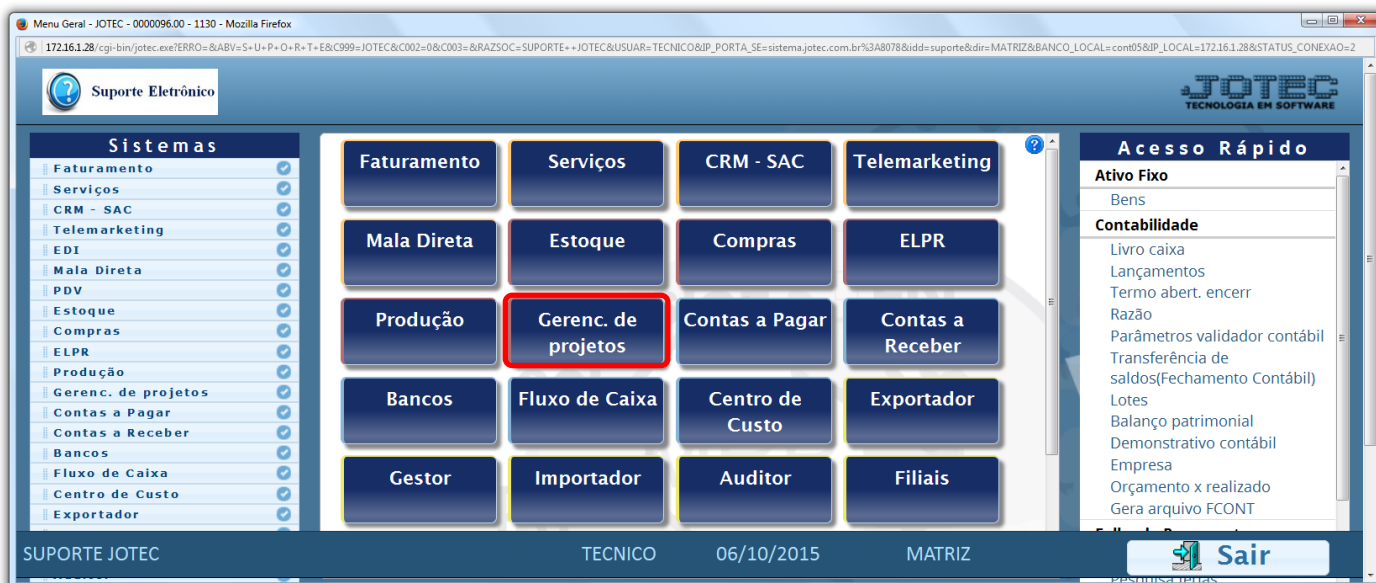 Menu Geral - JOTEC - 0000096.00 - 1130 - Mozilla Firefox
172.16.1.28/cgi-bin/jotec.exe?ERRO=&ABV=S+U+P+O+R+T+E&C999=JOTEC&C002=0&C003=&RAZSOC=SUPORTE++JOTEC&USUAR=TECNICO&IP_PORTA_SE=sistema.jotec.com.br%3A8078&idd=suporte&dir=MATRIZ&BANCO_LOCAL=cont05&IP_LOCAL=172.16.1.28&STATUS_CONEXAO=2
Suporte Eletrônico
JOTEC
TECNOLOGIA EM SOFTWARE
Sistemas
Faturamento
Serviços
CRM - SAC
Telemarketing
EDI
Mala Direta
PDV
Estoque
Compras
ELPR
Produção
Gerenc. de projetos
Contas a Pagar
Contas a Receber
Bancos
Fluxo de Caixa
Centro de Custo
Exportador
Faturamento
Serviços
CRM - SAC
Telemarketing
Mala Direta
Estoque
Compras
ELPR
Produção
Gerenc. de
projetos
Contas a Pagar
Contas a
Receber
Bancos
Fluxo de Caixa
Centro de
Custo
Exportador
Gestor
Importador
Auditor
Filiais
Acesso Rápido
Ativo Fixo
Bens
Contabilidade
Livro caixa
Lançamentos
Termo abert. encerr
Razão
Parâmetros validador contábil
Transferência de
saldos(Fechamento Contábil)
Lotes
Balanço patrimonial
Demonstrativo contábil
Empresa
Orçamento x realizado
Gera arquivo FCONT
SUPORTE JOTEC
TECNICO
06/10/2015
MATRIZ
Sair